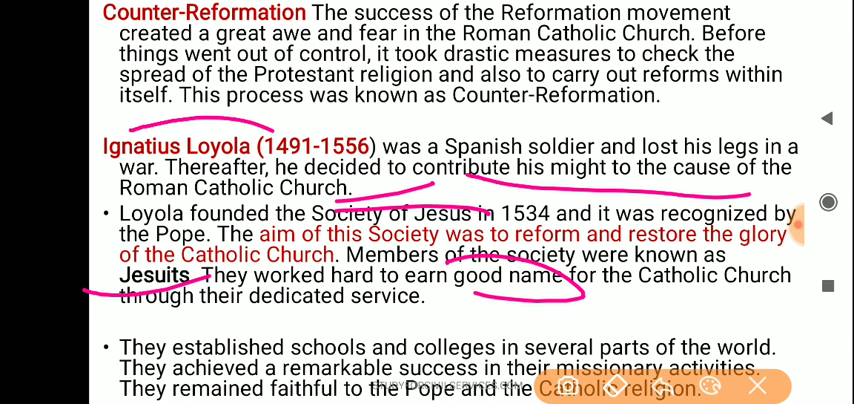 Counter-Reformation The success of the Reformation movement
created a great awe and fear in the Roman Catholic Church. Before
things went out of control, it took drastic measures to check the
spread of the Protestant religion and also to carry out reforms within
itself. This process was known as Counter-Reformation.
Ignatius Loyola (1491-1556) was a Spanish soldier and lost his legs in a
war. Thereafter, he decided to contribute his might to the cause of the
Roman Catholic Church.
• Loyola founded the Society of Jesus in 1534 and it was recognized by
the Pope. The aim of this Society was to reform and restore the glory
of the Catholic Church. Members of the society were known as
Jesuits. They worked hard to earn good name for the Catholic Church
through their dedicated service.
• They established schools and colleges in several parts of the world.
They achieved a remarkable success in their missionary activities.
They remained faithful to the Pope and the Catholic religion.